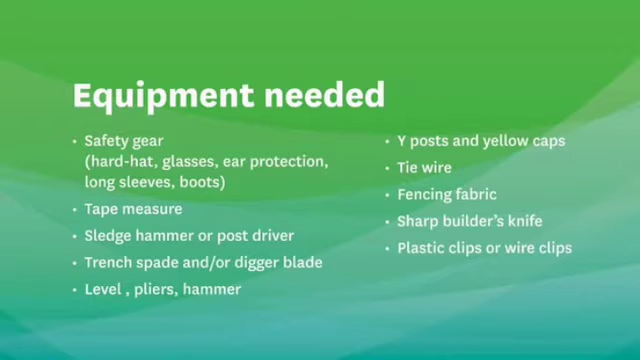 Equipment needed
• Safety gear
(hard-hat, glasses, ear protection,
long sleeves, boots)
• Tape measure
• Sledge hammer or post driver
• Trench spade and/or digger blade
• Level , pliers, hammer
• Y posts and yellow caps
• Tie wire
• Fencing fabric
• Sharp builder's knife
• Plastic clips or wire clips